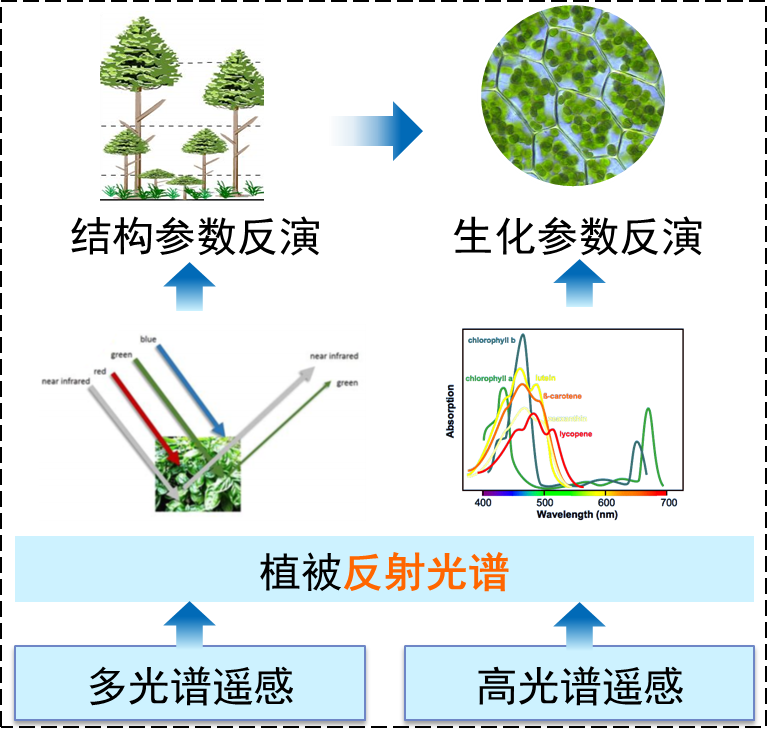 结构参数反演
生化参数反演
blue
green
red
near infrared
near infrared
green
chlorophyll b
chlorophyll a
lutein
ß-carotene
lycopene
Absorption
400
500
600
700
Wavelength (nm)
植被反射光谱
多光谱遥感
高光谱遥感